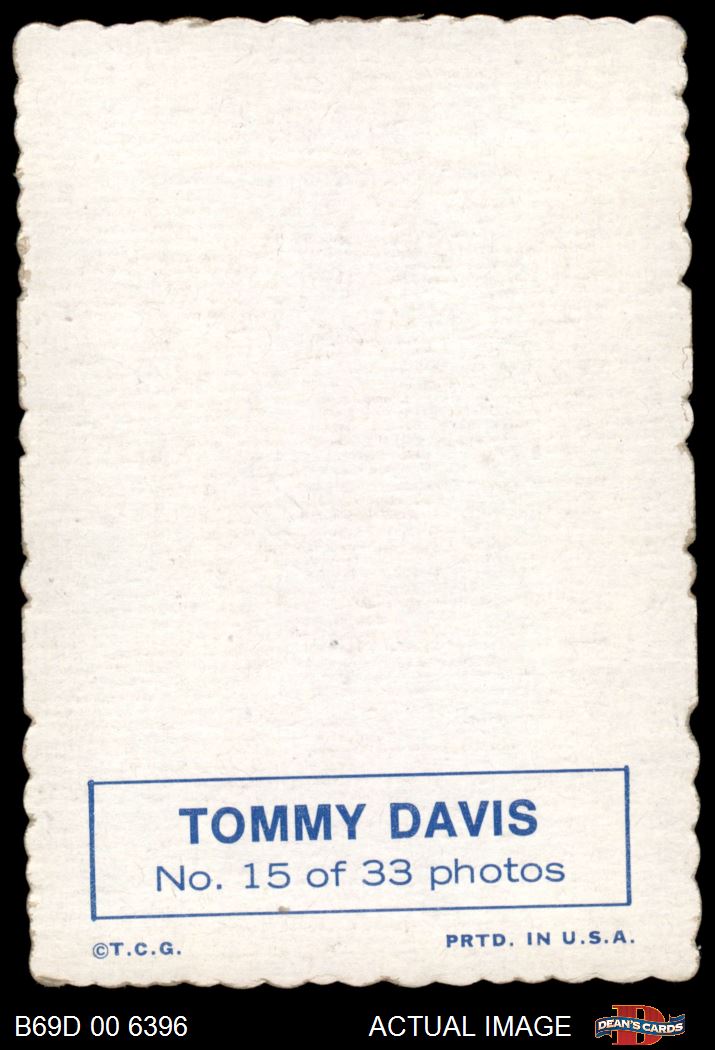 TOMMY DAVIS
No. 15 of 33 photos
©T.C.G.
PRTD. IN U.S.A.
B69D 00 6396
ACTUAL IMAGE
DEAN'S CARDS